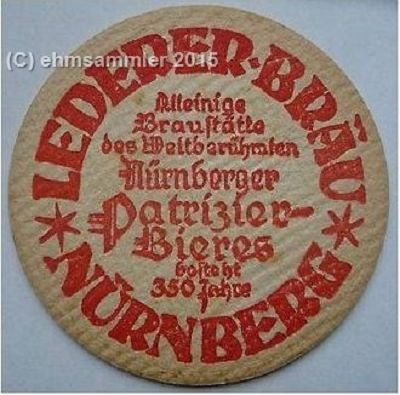 (C) ehmsammler 2015
LEDERER-BRÄU
Alleinige
Braustätte
des Weltberühmten
Nürnberger
Patrizier-
Bieres
besteht
350 Jahre
NÜRNBERG